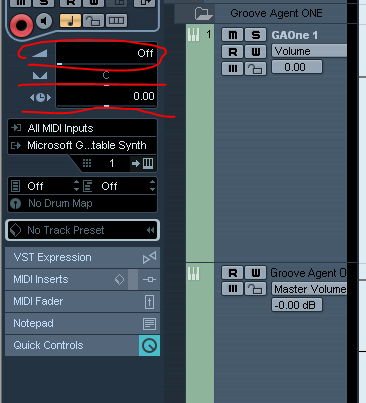 Groove Agent ONE
1
GAOne 1
M S
R W
Volume
0.00
Off
C
0.00
All MIDI Inputs
Microsoft G...table Synth
1
Off
Off
No Drum Map
No Track Preset
VST Expression
MIDI Inserts
MIDI Fader
Notepad
Quick Controls
R W
Groove Agent O
Master Volume
-0.00 dB